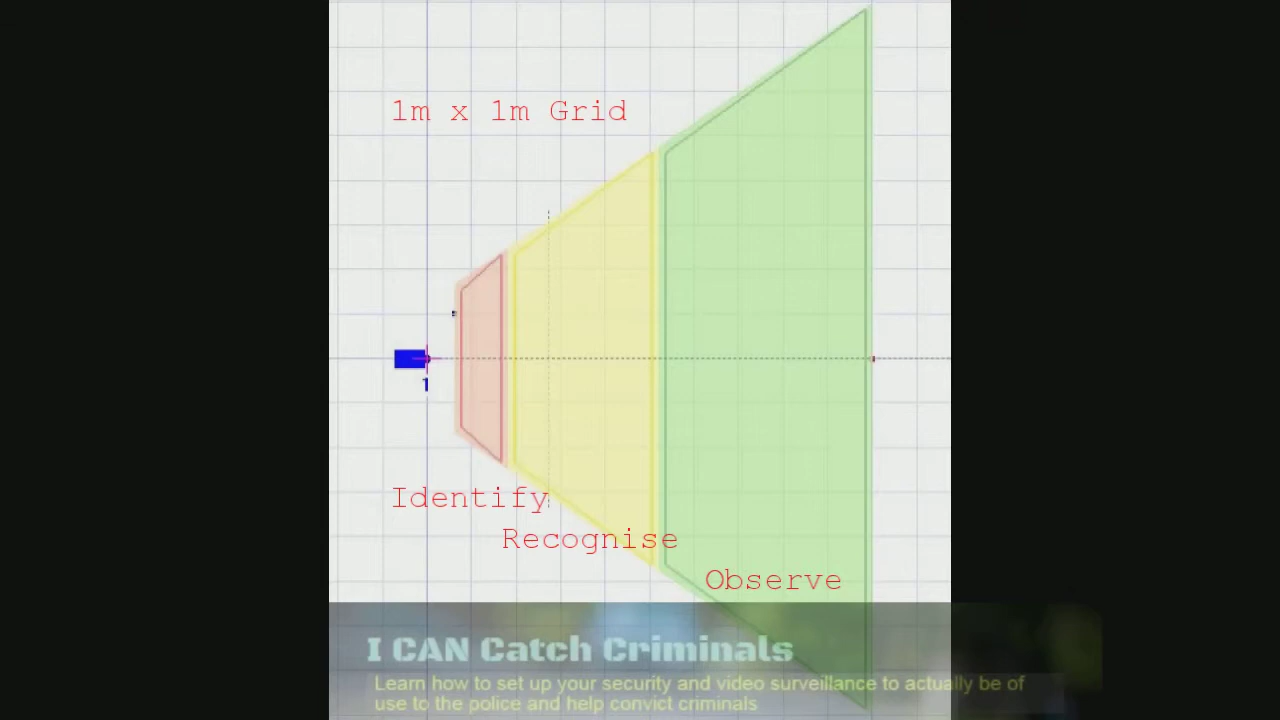 1m x 1m Grid
1
Identify
Recognise
Observe
I CAN Catch Criminals
Learn how to set up your security and video surveillance to actually be of
use to the police and help convict criminals